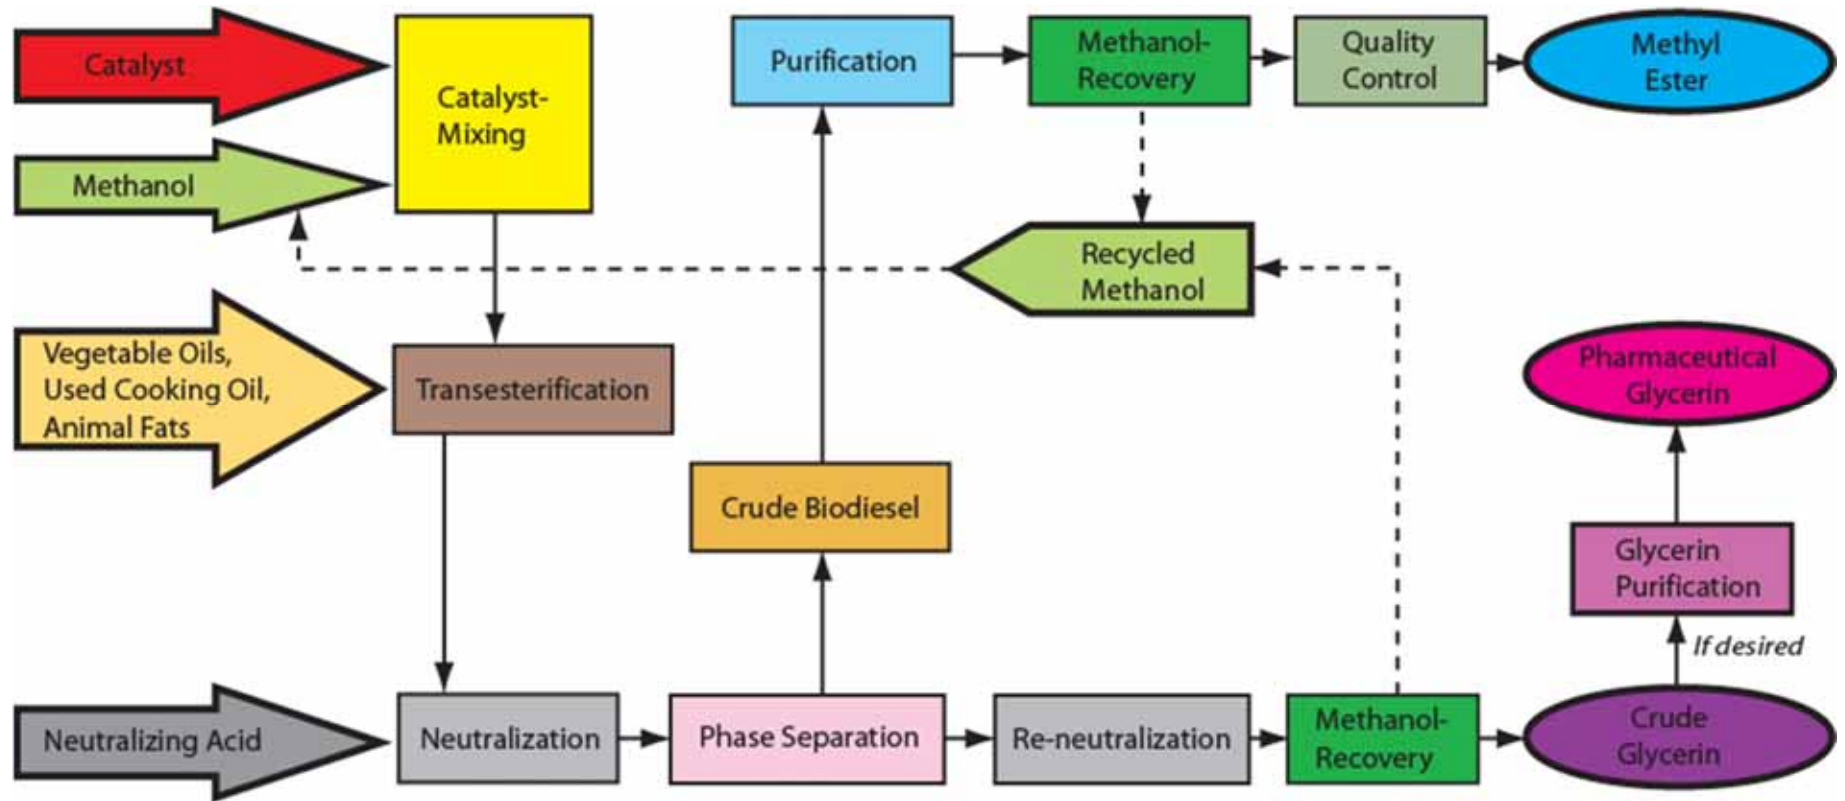 Catalyst
Catalyst-
Mixing
Purification
Methanol-
Recovery
Quality
Control
Methyl
Ester
Methanol
Recycled
Methanol
Vegetable Oils,
Used Cooking Oil,
Animal Fats
Transesterification
Pharmaceutical
Glycerin
Crude Biodiesel
Glycerin
Purification
If desired
Neutralizing Acid
Neutralization
Phase Separation
Re-neutralization
Methanol-
Recovery
Crude
Glycerin